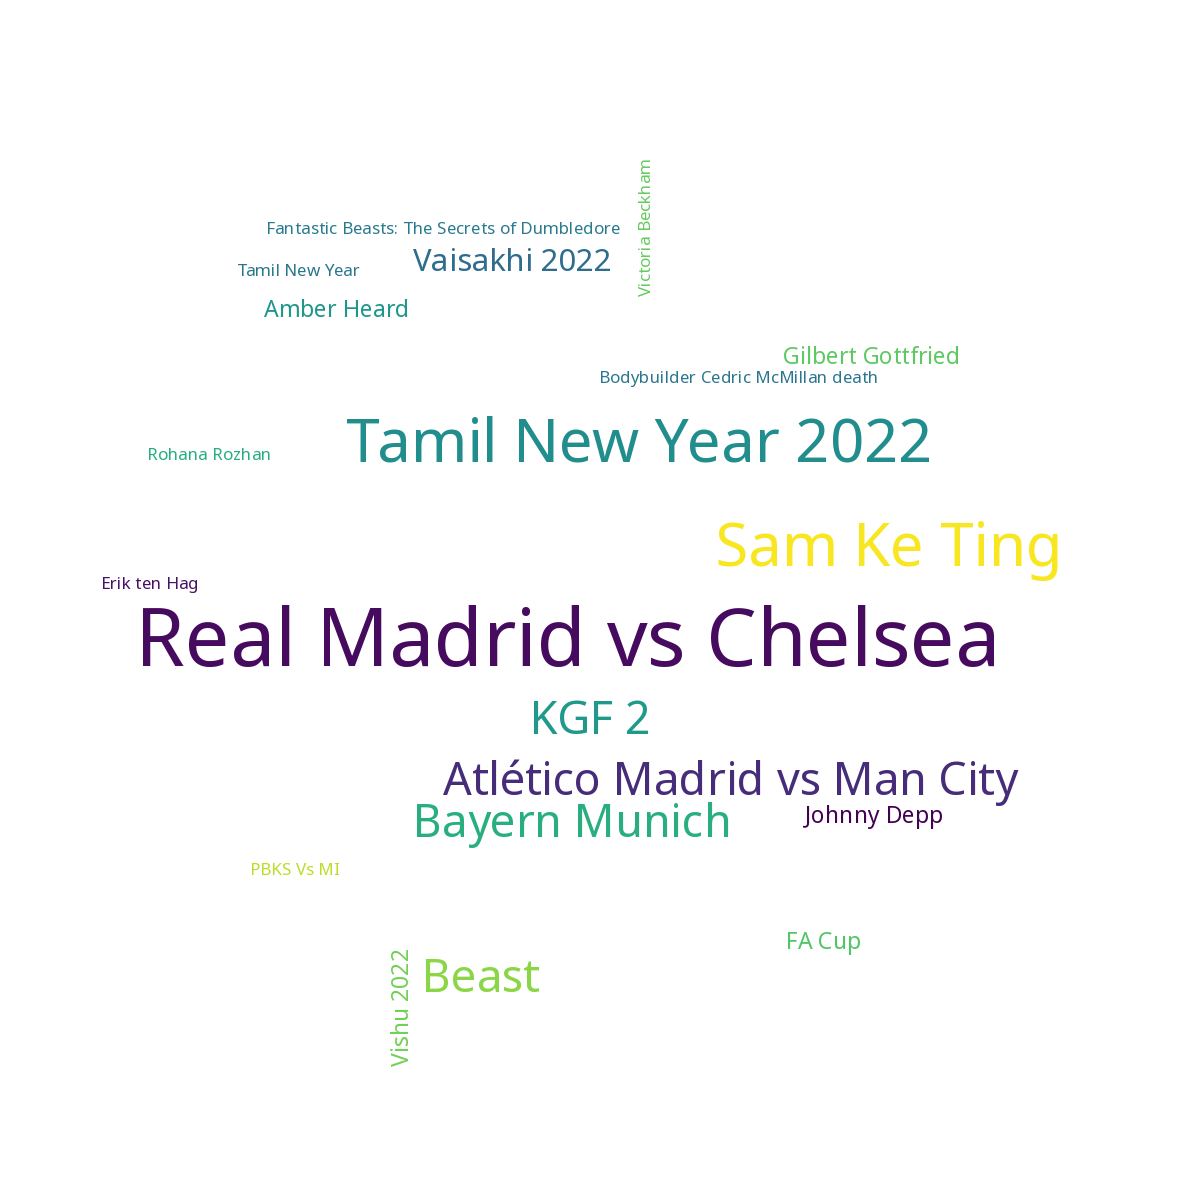 Victoria Beckham
Fantastic Beasts: The Secrets of Dumbledore
Vaisakhi 2022
Tamil New Year
Amber Heard
Gilbert Gottfried
Bodybuilder Cedric McMillan death
Tamil New Year 2022
Rohana Rozhan
Sam Ke Ting
Erik ten Hag
Real Madrid vs Chelsea
KGF 2
Atlético Madrid vs Man City
Bayern Munich
Johnny Depp
PBKS Vs MI
FA Cup
Vishu 2022
Beast